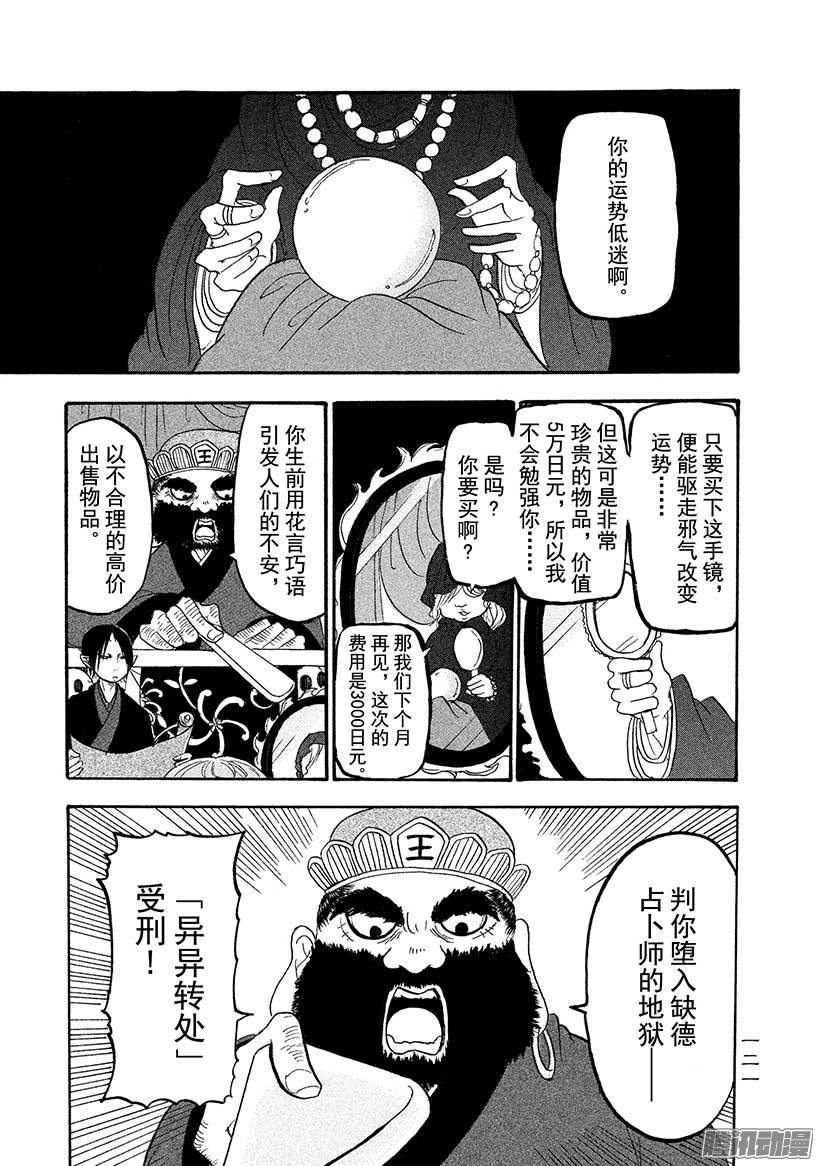 你的运势低迷啊。
只要买下这手镜，
便能驱走邪气改变
运势……
但这可是非常
珍贵的物品，价值
5万日元，所以我
不会勉强你……
是吗？
你要买啊？
那我们下个月
再见，这次的
费用是3000日元。
你生前用花言巧语
引发人们的不安，
以不合理的高价
出售物品。
王
判你堕入缺德
占卜师的地狱——
王
「异异转处」
受刑！
一二一
腾讯动漫